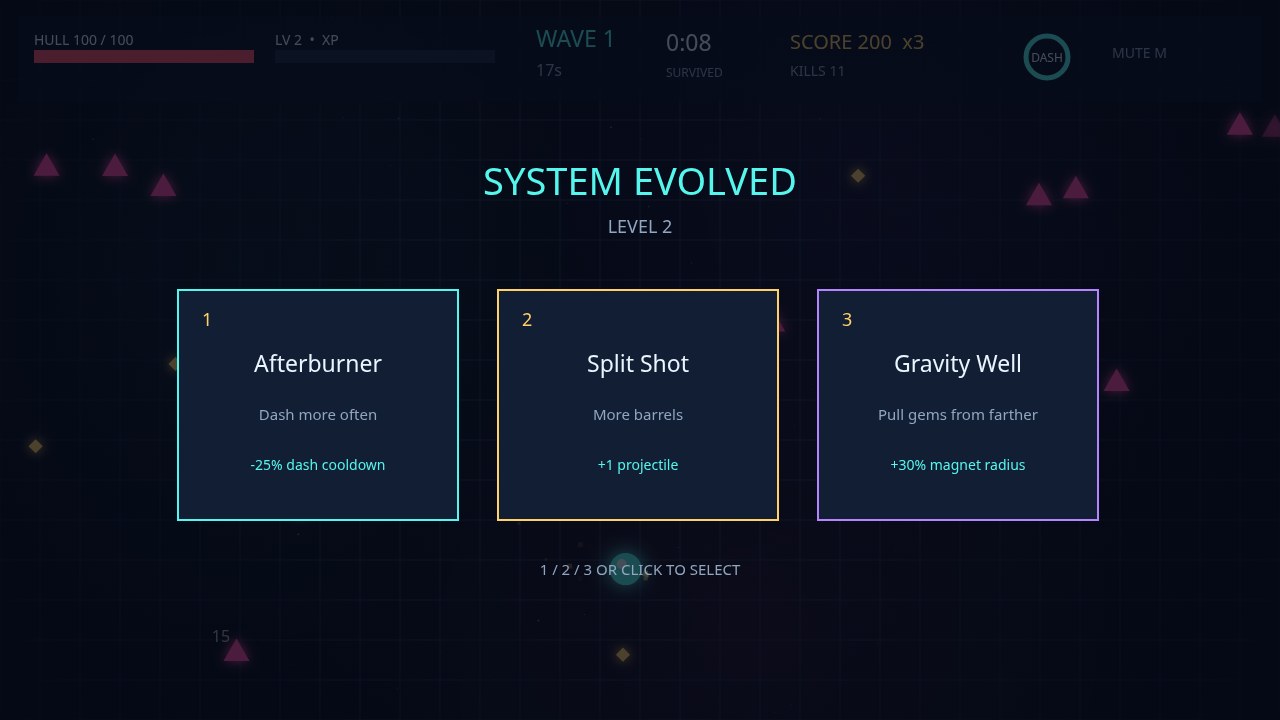 HULL 100 / 100
LV 2 • XP
WAVE 1
17s
0:08
SURVIVED
SCORE 200 x3
KILLS 11
DASH
MUTE M
SYSTEM EVOLVED
LEVEL 2
1
Afterburner
Dash more often
-25% dash cooldown
2
Split Shot
More barrels
+1 projectile
3
Gravity Well
Pull gems from farther
+30% magnet radius
1 / 2 / 3 OR CLICK TO SELECT
15